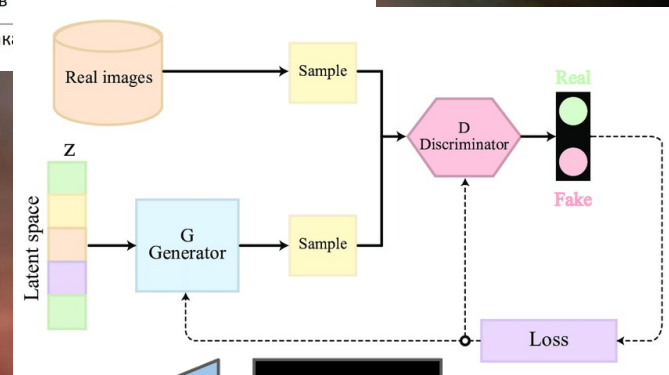 в
Real images
Sample
Real
D
Discriminator
Fake
z
Latent space
G
Generator
Sample
Loss